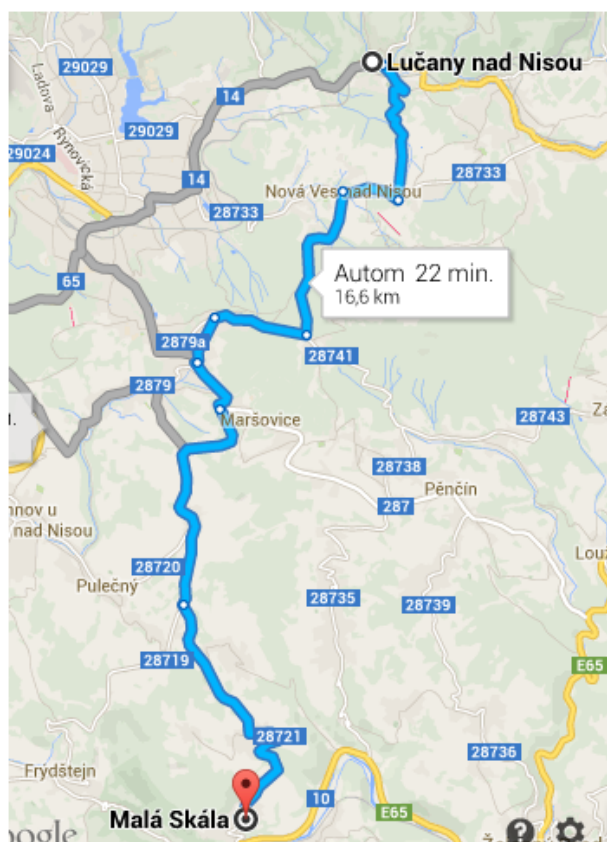 Lučany nad Nisou
29029
Ladova
Rynovická
14
29029
29024
14
Nová Ves nad Nisou
28733
28733
65
Autom 22 min.
16,6 km
2879a
28741
2879
Maršovice
28743
28738
Pěnčín
287
nad Nisou
28720
Pulečný
28735
28739
28719
E65
28721
28736
Frýdštejn
10
E65
Malá Skála